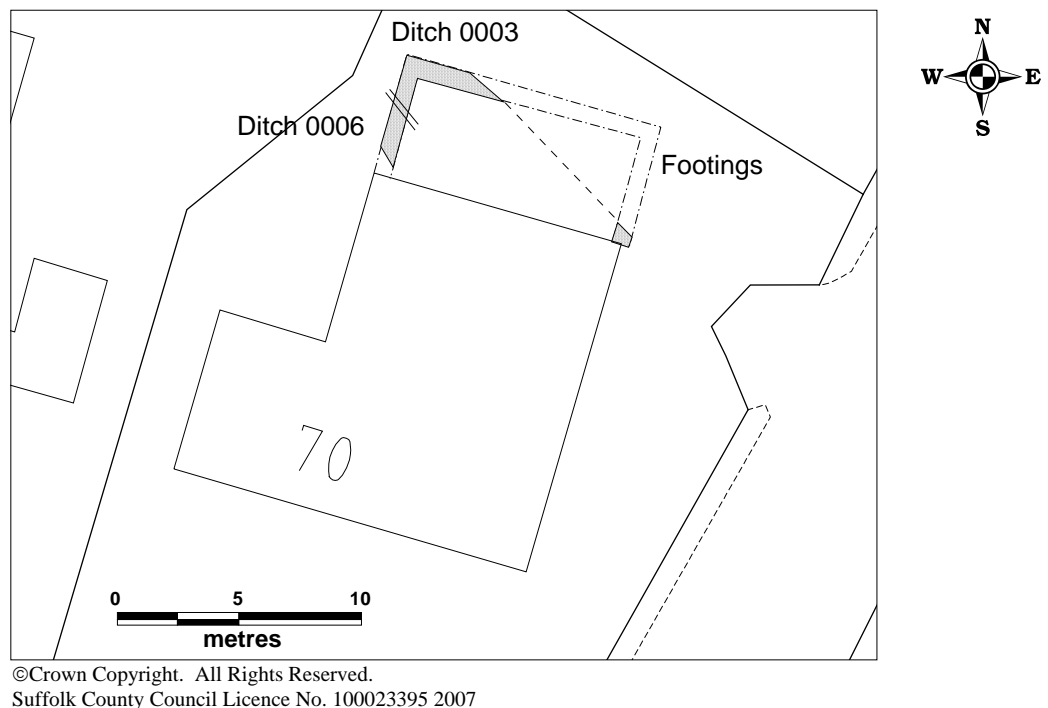 Ditch 0003
N
W E
S
Ditch 0006
Footings
70
0 5 10
metres
©Crown Copyright. All Rights Reserved.
Suffolk County Council Licence No. 100023395 2007